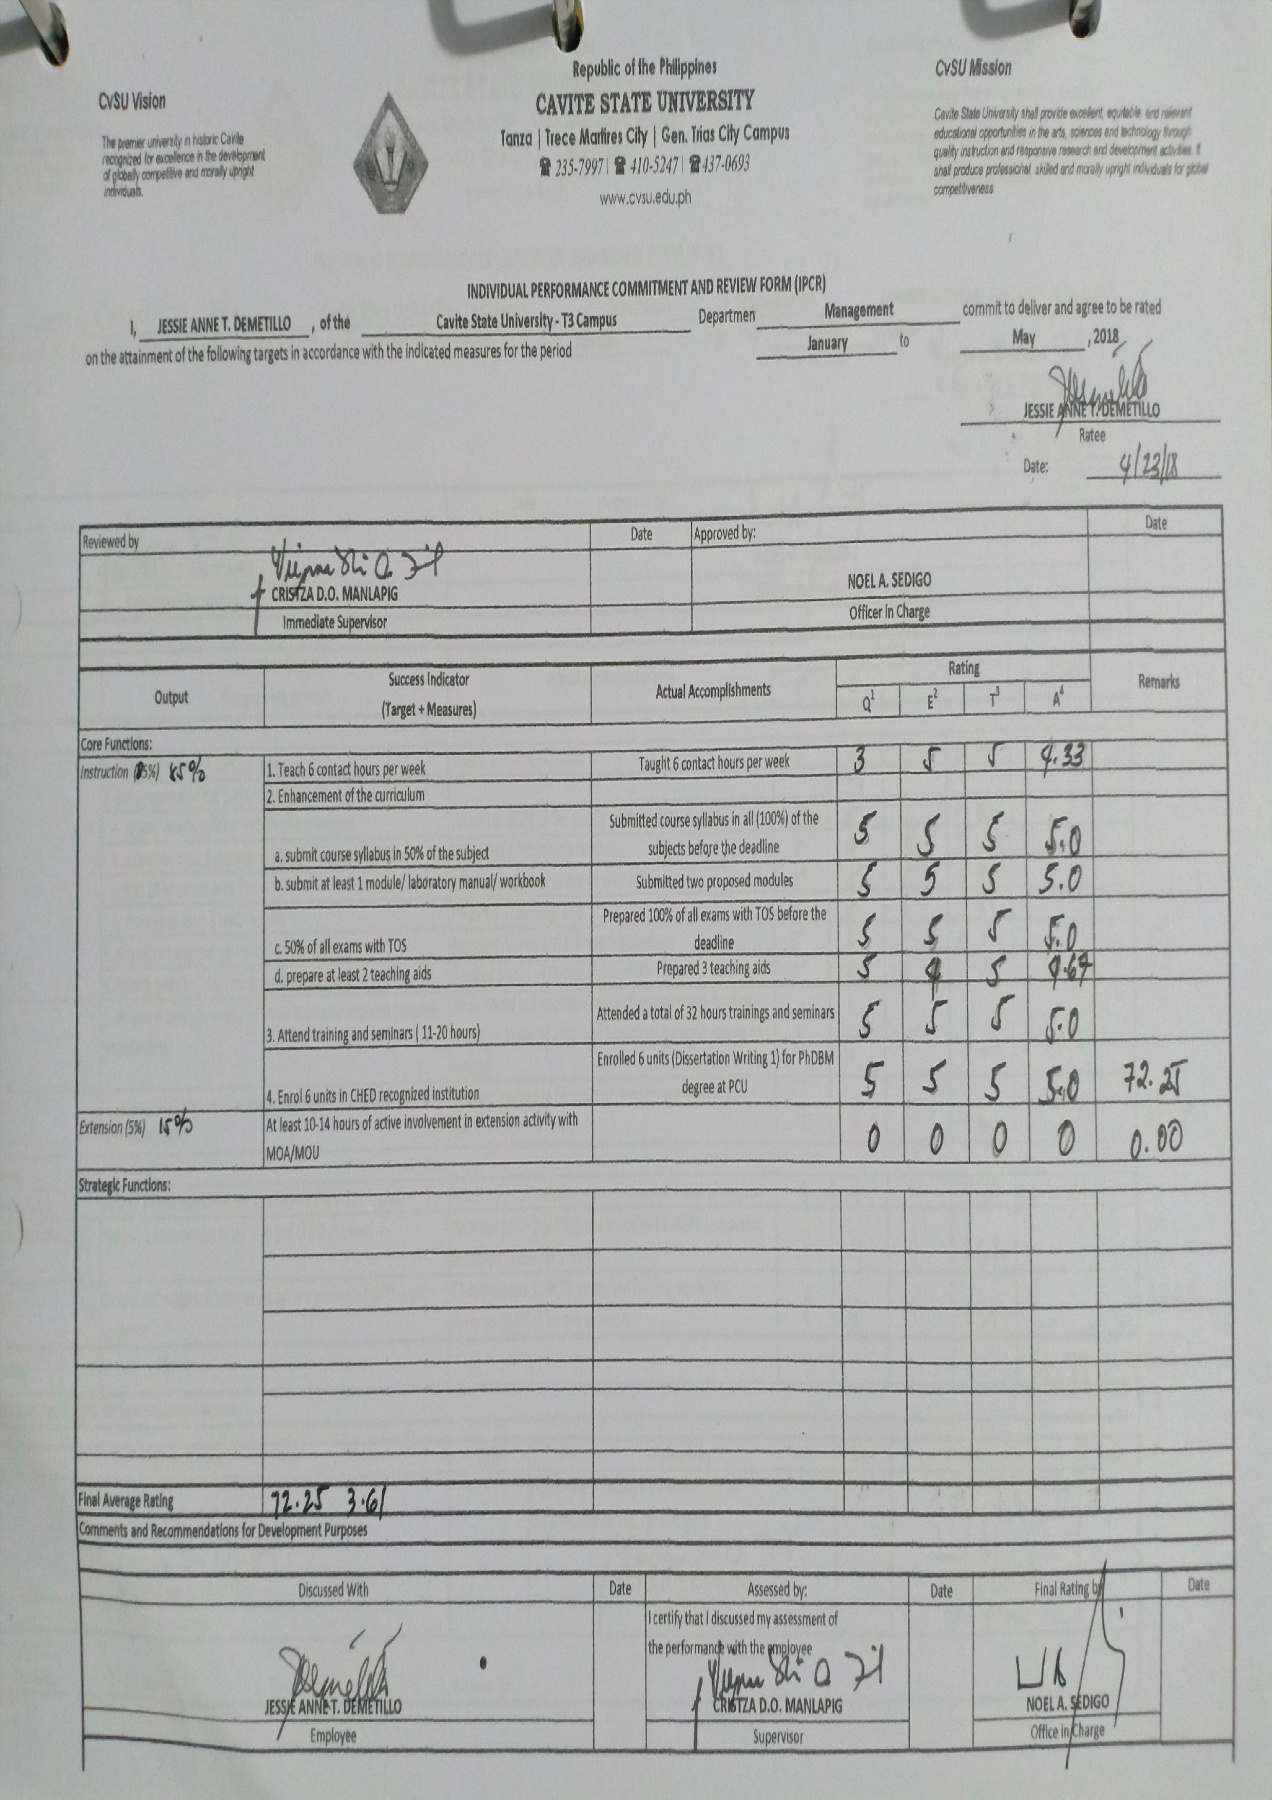 Republic of the Philippines
CvSU Mission
CvSU Vision
CAVITE STATE UNIVERSITY
The premier university in historic Cavite
recognized for excellence in the development
of globally competitive and morally upright
individuals.
Tanza | Trece Martires City | Gen. Trias City Campus
☎ 235-7997 | ☎ 410-5247 | ☎ 437-0693
www.cvsu.edu.ph
Cavite State University shall provide excellent, equitable and relevant
educational opportunities in the arts, sciences and technology through
quality instruction and responsive research and development activities. It
shall produce professional, skilled and morally upright individuals for global
competitiveness
INDIVIDUAL PERFORMANCE COMMITMENT AND REVIEW FORM (IPCR)
I, JESSIE ANNE T. DEMETILLO , of the Cavite State University - T3 Campus Departmen Management commit to deliver and agree to be rated
on the attainment of the following targets in accordance with the indicated measures for the period January to May , 2018
JESSIE ANNE T. DEMETILLO
Ratee
Date: 4/23/18
Reviewed by Date Approved by: Date
CRISTZA D.O. MANLAPIG NOEL A. SEDIGO
Immediate Supervisor Officer in Charge
Output Success Indicator Actual Accomplishments Rating Remarks
(Target + Measures) Q¹ E² T³ A⁴
Core Functions:
Instruction 85% 1. Teach 6 contact hours per week Taught 6 contact hours per week 3 5 5 4.33
2. Enhancement of the curriculum
Submitted course syllabus in all (100%) of the
a. submit course syllabus in 50% of the subject subjects before the deadline 5 5 5 5.0
b. submit at least 1 module/ laboratory manual/ workbook Submitted two proposed modules 5 5 5 5.0
Prepared 100% of all exams with TOS before the
c. 50% of all exams with TOS deadline 5 5 5 5.0
d. prepare at least 2 teaching aids Prepared 3 teaching aids 5 4 5 4.67
3. Attend training and seminars ( 11-20 hours) Attended a total of 32 hours trainings and seminars 5 5 5 5.0
Enrolled 6 units (Dissertation Writing 1) for PhDBM
4. Enrol 6 units in CHED recognized institution degree at PCU 5 5 5 5.0 72.25
Extension (5%) 15% At least 10-14 hours of active involvement in extension activity with
MOA/MOU 0 0 0 0 0.00
Strategic Functions:
Final Average Rating 72.25 3.61
Comments and Recommendations for Development Purposes
Discussed With Date Assessed by: Date Final Rating by Date
I certify that I discussed my assessment of
the performance with the employee
JESSIE ANNE T. DEMETILLO CRISTZA D.O. MANLAPIG NOEL A. SEDIGO
Employee Supervisor Office in Charge